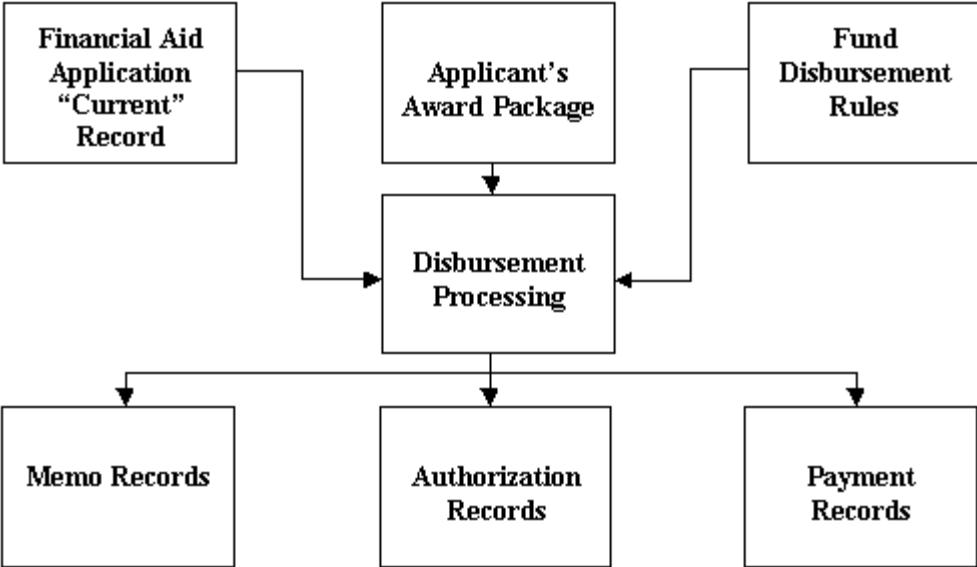 Financial Aid
Application
“Current”
Record
Applicant’s
Award Package
Fund
Disbursement
Rules
Disbursement
Processing
Memo Records
Authorization
Records
Payment
Records